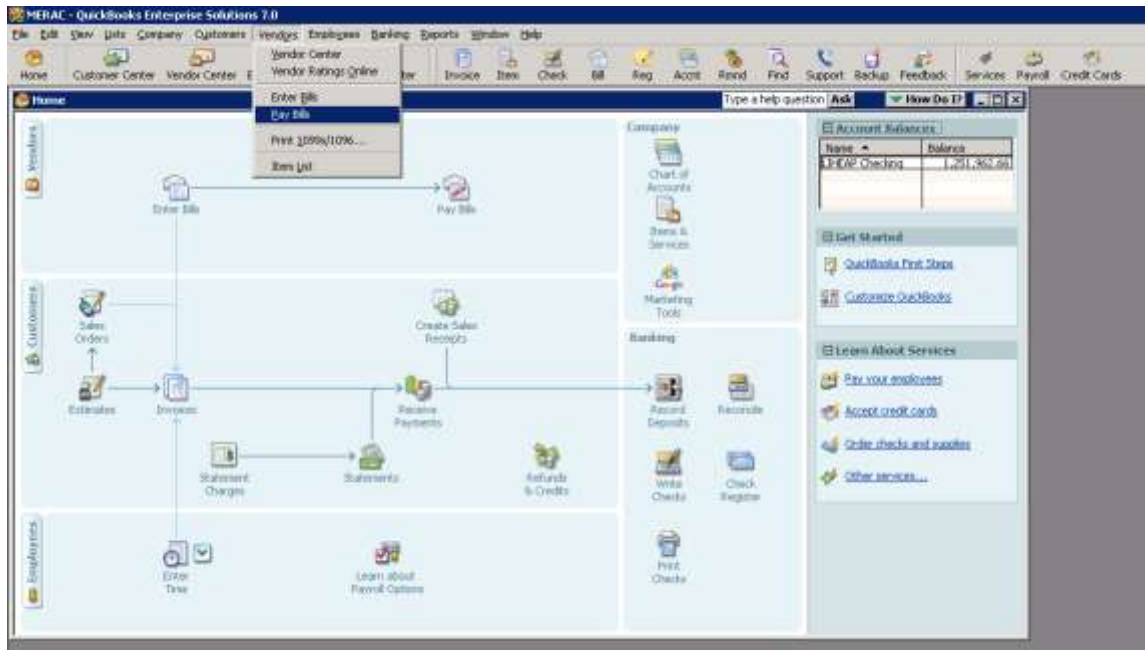 MERAC - QuickBooks Enterprise Solutions 7.0
File Edit View Lists Company Customers Vendors Employees Banking Reports Window Help
Home Customer Center Vendor Center E ter Invoice Item Check Bill Reg Accnt Rmnd Find Support Backup Feedback Services Payroll Credit Cards
Vendor Center
Vendor Ratings Online
Enter Bills
Pay Bills
Print 1099s/1096...
Item List
Home
Type a help question Ask How Do I?
Vendors
Enter Bills
Pay Bills
Customers
Sales
Orders
Create Sales
Receipts
Estimates
Invoices
Receive
Payments
Statement
Charges
Statements
Refunds
& Credits
Employees
Enter
Time
Learn about
Payroll Options
Company
Chart of
Accounts
Items &
Services
Google
Marketing
Tools
Banking
Record
Deposits
Reconcile
Write
Checks
Check
Register
Print
Checks
Account Balances
Name Balance
LIHEAP Checking 1,251,962.66
Get Started
QuickBooks First Steps
Customize QuickBooks
Learn About Services
Pay your employees
Accept credit cards
Order checks and supplies
Other services...